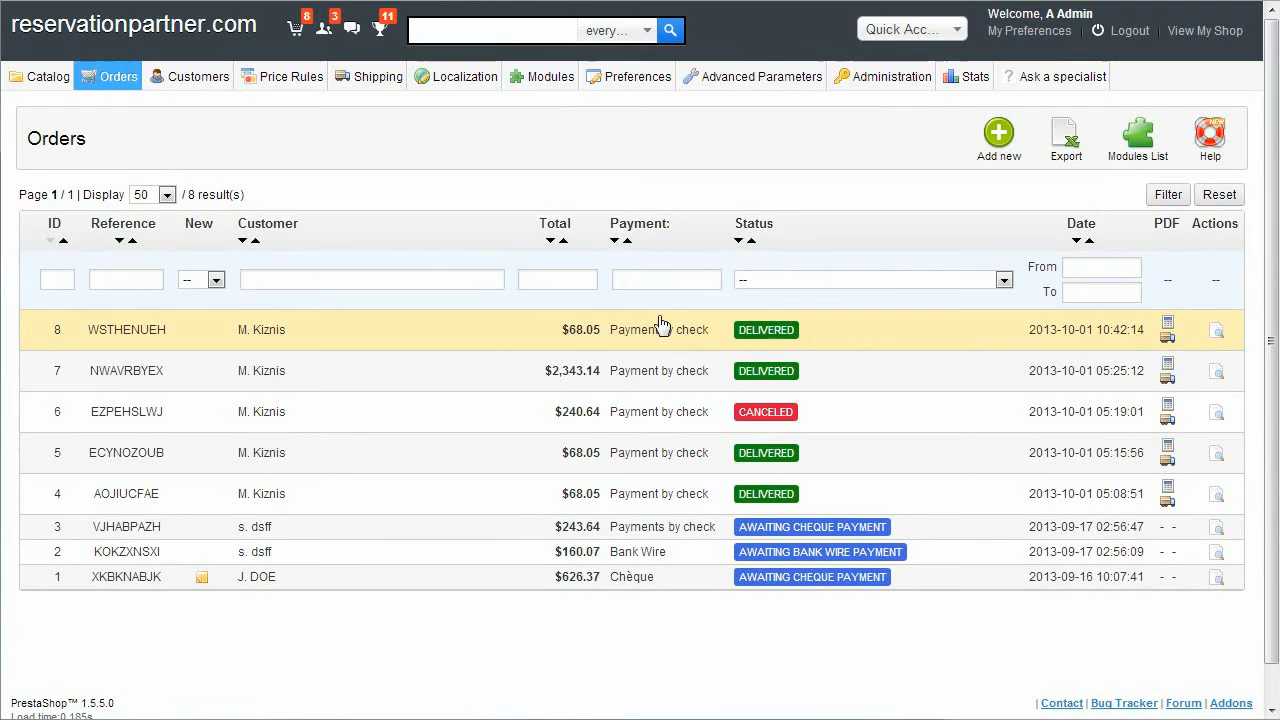 reservationpartner.com 8 3 11 every... Quick Acc... Welcome, A Admin
My Preferences Logout View My Shop
Catalog Orders Customers Price Rules Shipping Localization Modules Preferences Advanced Parameters Administration Stats ? Ask a specialist
Orders
NEW
Add new Export Modules List Help
Page 1 / 1 | Display 50 / 8 result(s) Filter Reset
ID Reference New Customer Total Payment: Status Date PDF Actions
From
-- -- -- --
To
8 WSTHENUEH M. Kiznis $68.05 Payment by check DELIVERED 2013-10-01 10:42:14
7 NWAVRBYEX M. Kiznis $2,343.14 Payment by check DELIVERED 2013-10-01 05:25:12
6 EZPEHSLWJ M. Kiznis $240.64 Payment by check CANCELED 2013-10-01 05:19:01
5 ECYNOZOUB M. Kiznis $68.05 Payment by check DELIVERED 2013-10-01 05:15:56
4 AOJIUCFAE M. Kiznis $68.05 Payment by check DELIVERED 2013-10-01 05:08:51
3 VJHABPAZH s. dsff $243.64 Payments by check AWAITING CHEQUE PAYMENT 2013-09-17 02:56:47 - -
2 KOKZXNSXI s. dsff $160.07 Bank Wire AWAITING BANK WIRE PAYMENT 2013-09-17 02:56:09 - -
1 XKBKNABJK J. DOE $626.37 Chèque AWAITING CHEQUE PAYMENT 2013-09-16 10:07:41 - -
PrestaShop™ 1.5.5.0 | Contact | Bug Tracker | Forum | Addons
Load time:0.185s